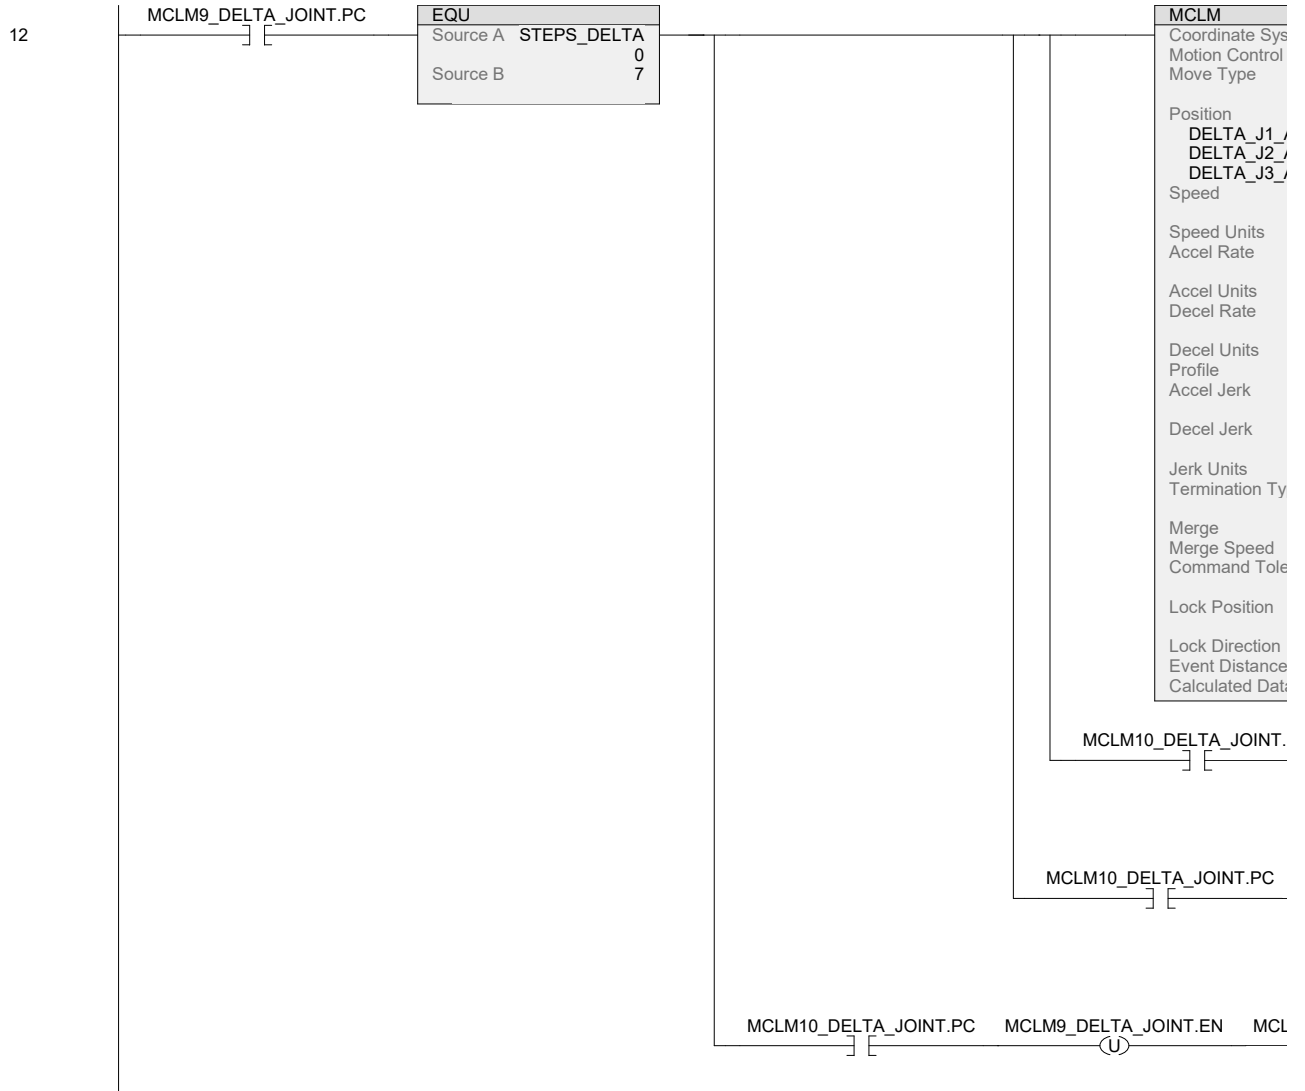 MCLM9_DELTA_JOINT.PC
12
EQU
Source A STEPS_DELTA
0
Source B 7
MCLM
Coordinate Sys
Motion Control
Move Type
Position
DELTA_J1_
DELTA_J2_
DELTA_J3_
Speed
Speed Units
Accel Rate
Accel Units
Decel Rate
Decel Units
Profile
Accel Jerk
Decel Jerk
Jerk Units
Termination Ty
Merge
Merge Speed
Command Tole
Lock Position
Lock Direction
Event Distance
Calculated Data
MCLM10_DELTA_JOINT.
MCLM10_DELTA_JOINT.PC
MCLM10_DELTA_JOINT.PC MCLM9_DELTA_JOINT.EN MCL
U